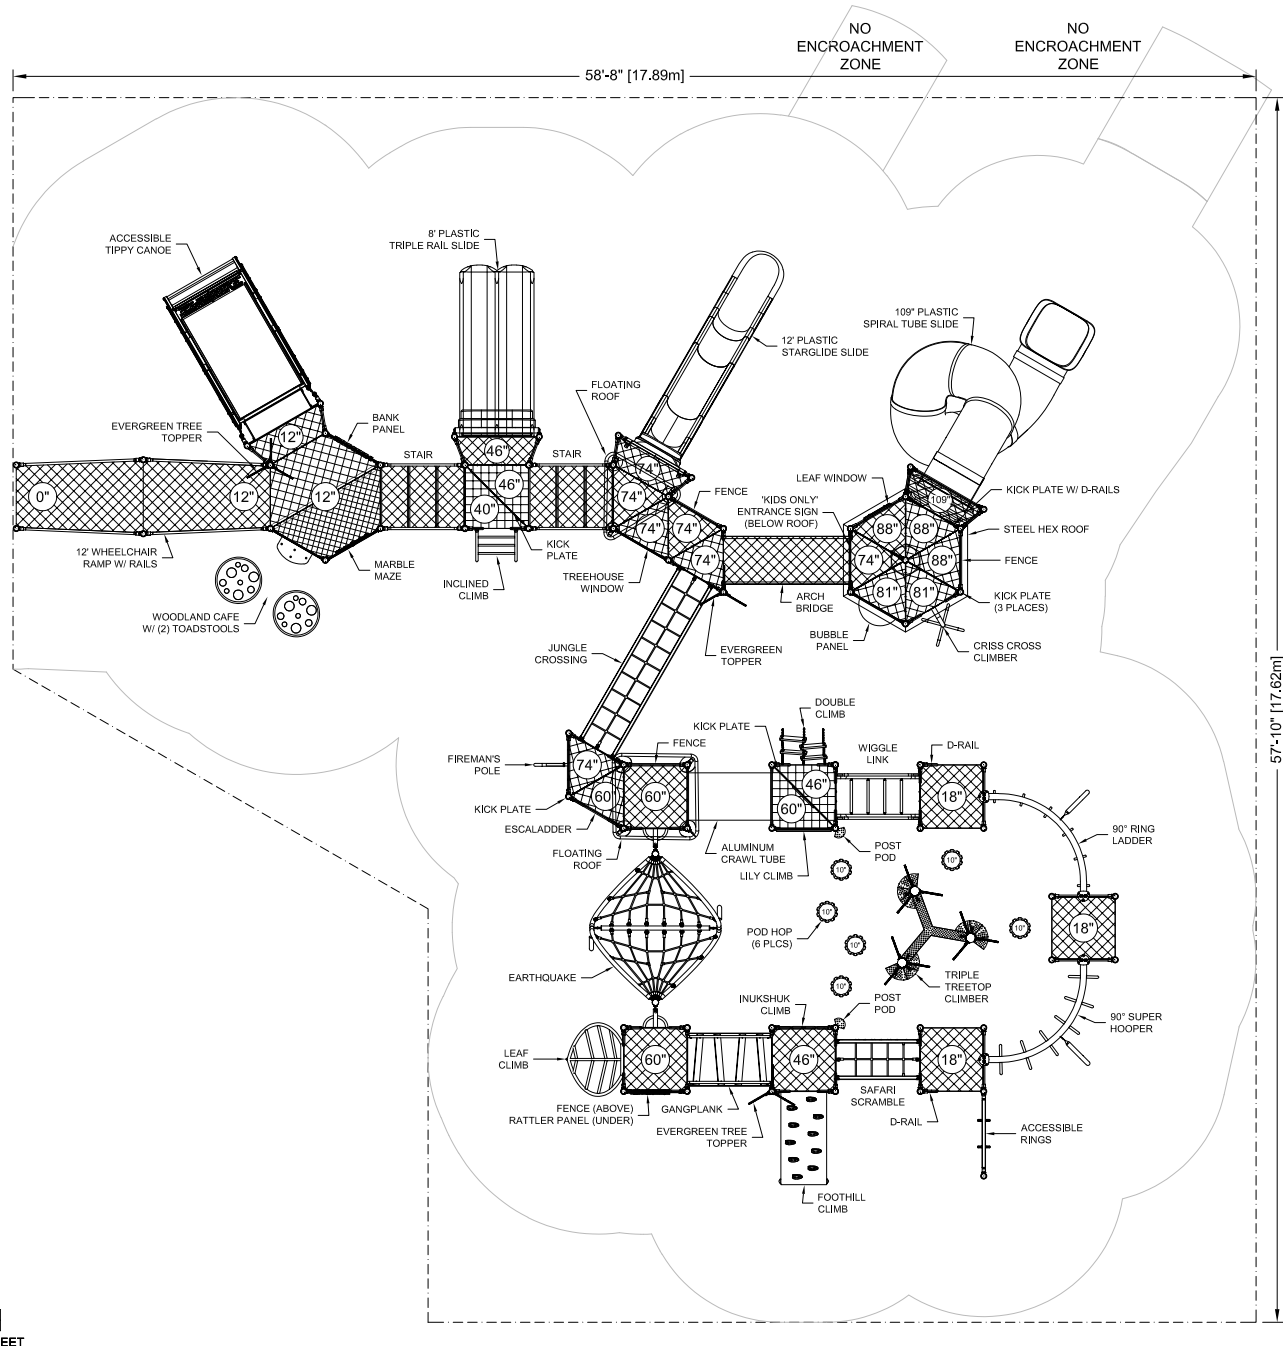 NO
ENCROACHMENT
ZONE
NO
ENCROACHMENT
ZONE
58'-8" [17.89m]
ACCESSIBLE
TIPPY CANOE
8' PLASTIC
TRIPLE RAIL SLIDE
109" PLASTIC
SPIRAL TUBE SLIDE
12' PLASTIC
STARGLIDE SLIDE
FLOATING
ROOF
EVERGREEN TREE
TOPPER
BANK
PANEL
STAIR
STAIR
12"
46"
74"
LEAF WINDOW
KICK PLATE W/ D-RAILS
0"
12"
12"
46"
40"
74"
FENCE
'KIDS ONLY'
ENTRANCE SIGN
(BELOW ROOF)
109"
STEEL HEX ROOF
74"
74"
74"
88"
88"
74"
88"
81"
81"
FENCE
12' WHEELCHAIR
RAMP W/ RAILS
MARBLE
MAZE
INCLINED
CLIMB
KICK
PLATE
TREEHOUSE
WINDOW
ARCH
BRIDGE
KICK PLATE
(3 PLACES)
WOODLAND CAFE
W/ (2) TOADSTOOLS
JUNGLE
CROSSING
EVERGREEN
TOPPER
BUBBLE
PANEL
CRISS CROSS
CLIMBER
57'-10" [17.62m]
DOUBLE
CLIMB
KICK PLATE
FENCE
WIGGLE
LINK
D-RAIL
FIREMAN'S
POLE
74"
60"
60"
46"
60"
18"
KICK PLATE
ESCALADDER
FLOATING
ROOF
ALUMINUM
CRAWL TUBE
LILY CLIMB
POST
POD
90° RING
LADDER
10"
10"
10"
10"
10"
10"
18"
POD HOP
(6 PLCS)
EARTHQUAKE
TRIPLE
TREETOP
CLIMBER
INUKSHUK
CLIMB
POST
POD
90° SUPER
HOOPER
LEAF
CLIMB
60"
46"
18"
FENCE (ABOVE)
RATTLER PANEL (UNDER)
GANGPLANK
SAFARI
SCRAMBLE
EVERGREEN TREE
TOPPER
D-RAIL
ACCESSIBLE
RINGS
FOOTHILL
CLIMB
EET